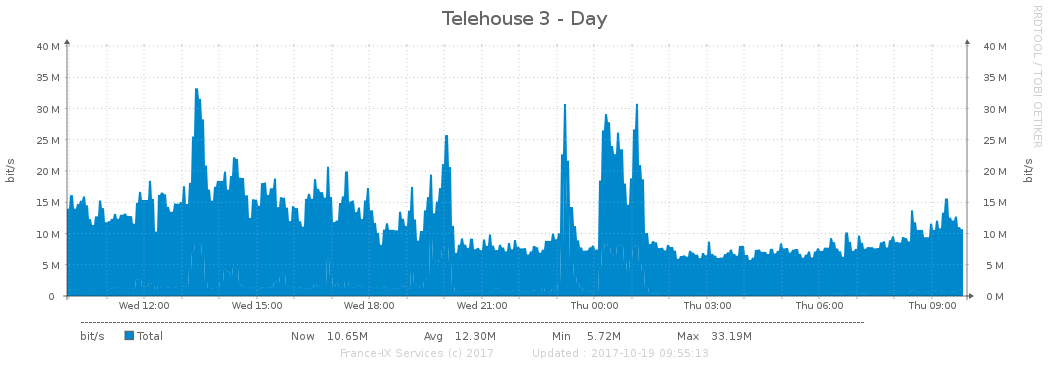 Telehouse 3 - Day
RRDTOOL / TOBI OETIKER
40 M 40 M
35 M 35 M
30 M 30 M
25 M 25 M
20 M 20 M
15 M 15 M
10 M 10 M
5 M 5 M
0 0 M
bit/s bit/s
Wed 12:00 Wed 15:00 Wed 18:00 Wed 21:00 Thu 00:00 Thu 03:00 Thu 06:00 Thu 09:00
bit/s Total Now 10.65M Avg 12.30M Min 5.72M Max 33.19M
France-IX Services (c) 2017 Updated : 2017-10-19 09:55:13